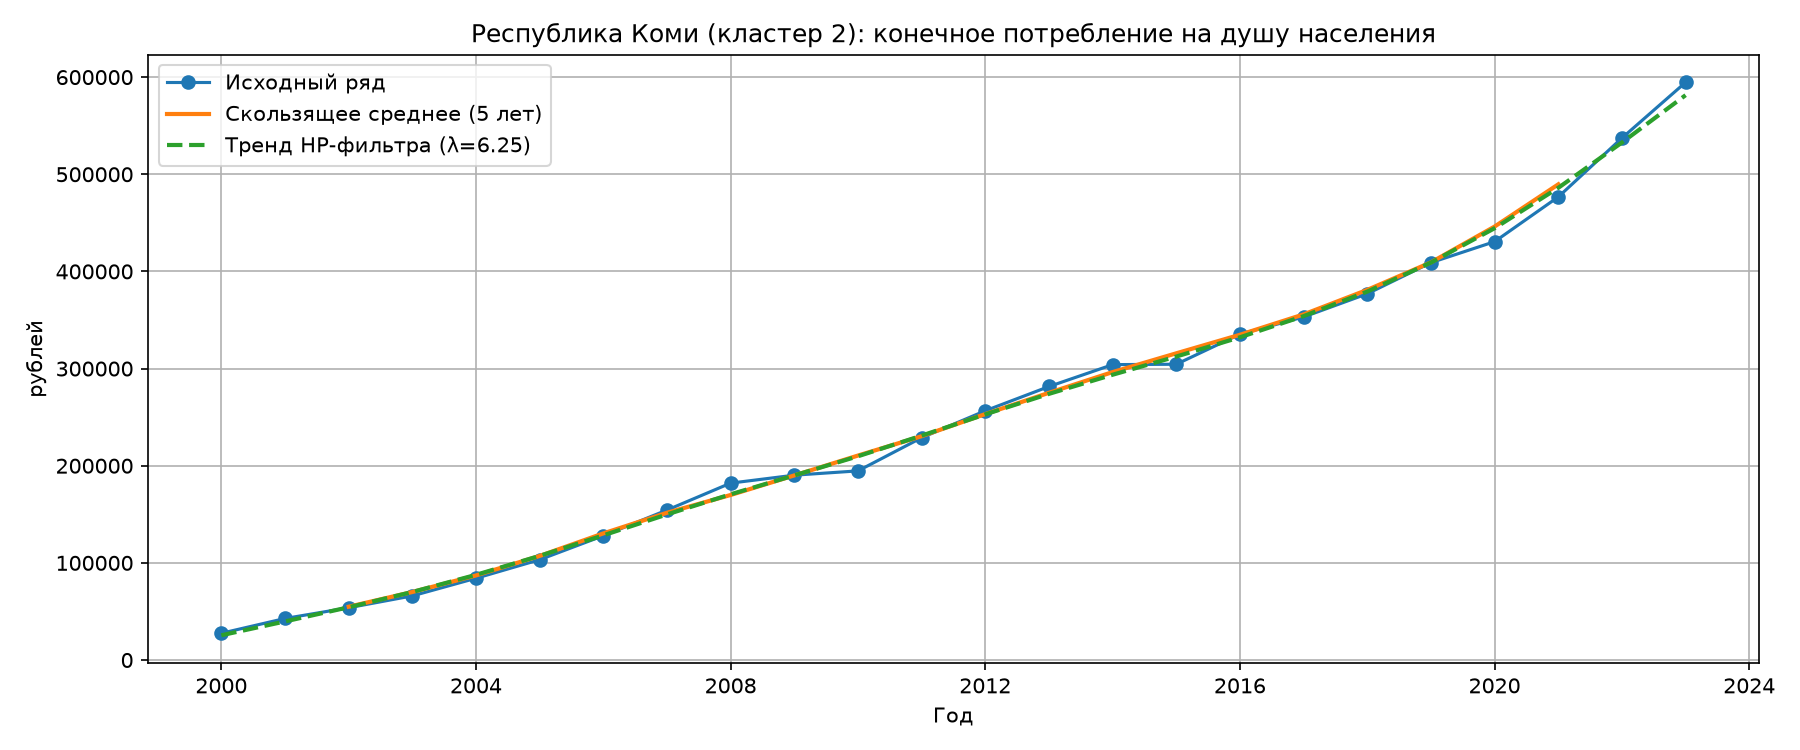 Республика Коми (кластер 2): конечное потребление на душу населения
Исходный ряд
Скользящее среднее (5 лет)
Тренд HP-фильтра (λ=6.25)
600000
500000
400000
300000
200000
100000
0
рублей
2000 2004 2008 2012 2016 2020 2024
Год